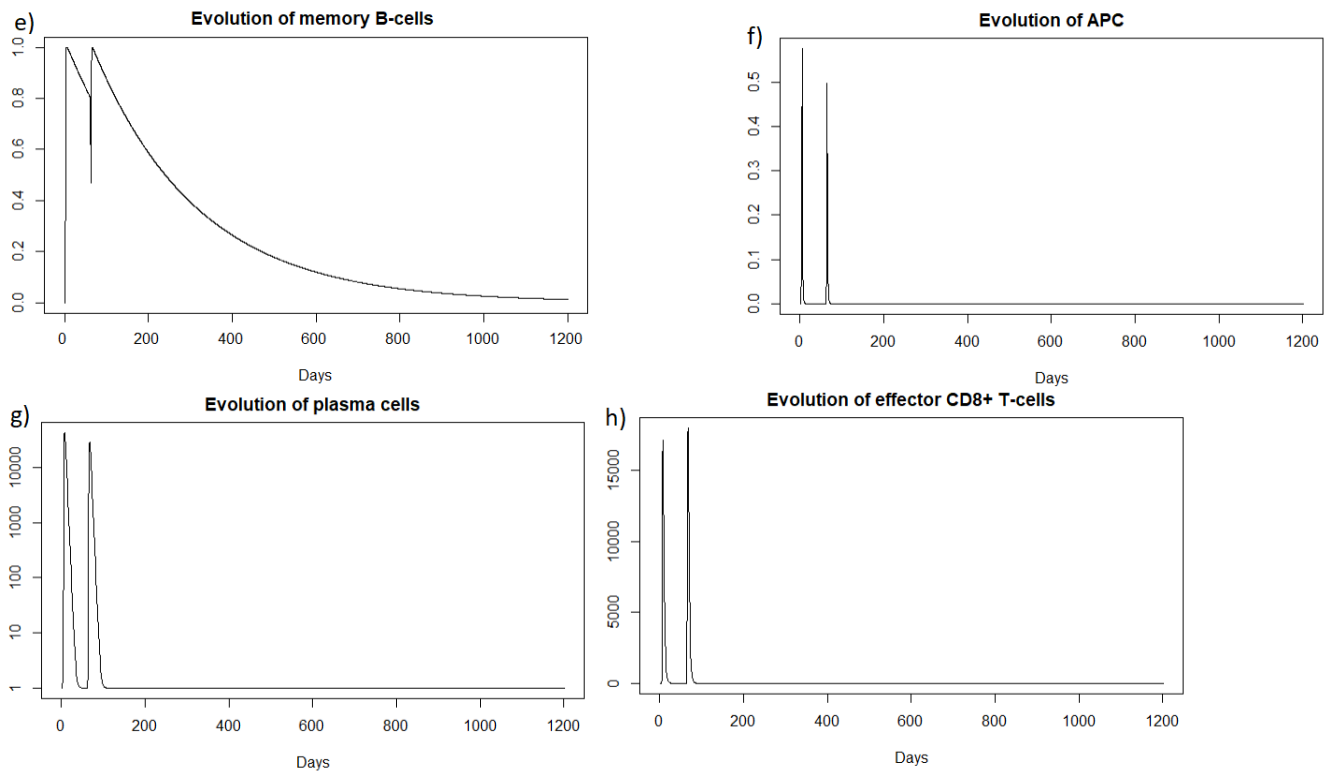 e)
Evolution of memory B-cells
1.0
0.8
0.6
0.4
0.2
0.0
0 200 400 600 800 1000 1200
Days
f)
Evolution of APC
0.5
0.4
0.3
0.2
0.1
0.0
0 200 400 600 800 1000 1200
Days
g)
Evolution of plasma cells
10000
1000
100
10
1
0 200 400 600 800 1000 1200
Days
h)
Evolution of effector CD8+ T-cells
15000
10000
5000
0
0 200 400 600 800 1000 1200
Days